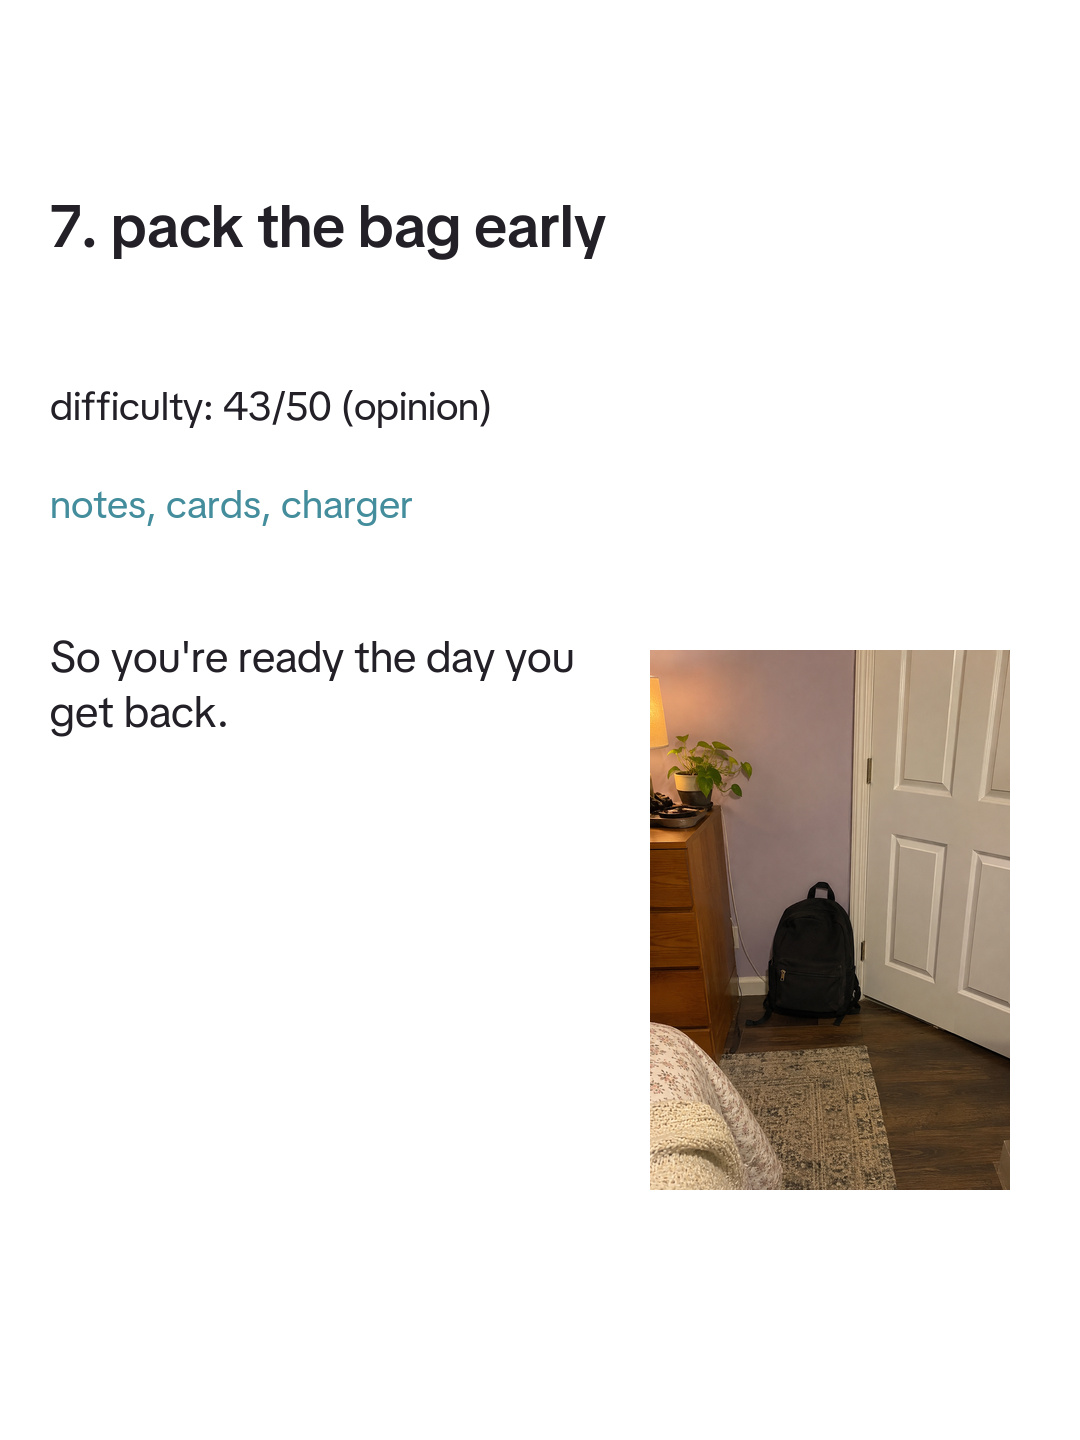 7. pack the bag early
difficulty: 43/50 (opinion)
notes, cards, charger
So you're ready the day you
get back.